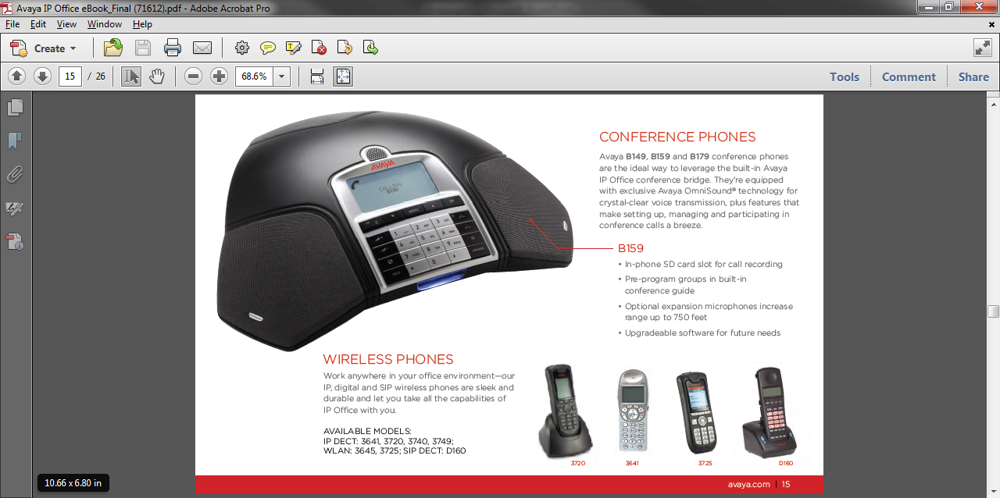 Avaya IP Office eBook_Final (71612).pdf - Adobe Acrobat Pro
File Edit View Window Help
Create
15 / 26
68.6%
Tools Comment Share
AVAYA
CALLING
BOB
MENU
CONFERENCE PHONES
Avaya B149, B159 and B179 conference phones
are the ideal way to leverage the built-in Avaya
IP Office conference bridge. They're equipped
with exclusive Avaya OmniSound® technology for
crystal-clear voice transmission, plus features that
make setting up, managing and participating in
conference calls a breeze.
B159
• In-phone SD card slot for call recording
• Pre-program groups in built-in
conference guide
• Optional expansion microphones increase
range up to 750 feet
• Upgradeable software for future needs
WIRELESS PHONES
Work anywhere in your office environment—our
IP, digital and SIP wireless phones are sleek and
durable and let you take all the capabilities of
IP Office with you.
AVAILABLE MODELS:
IP DECT: 3641, 3720, 3740, 3749;
WLAN: 3645, 3725; SIP DECT: D160
3720 3641 3725 D160
10.66 x 6.80 in
avaya.com | 15